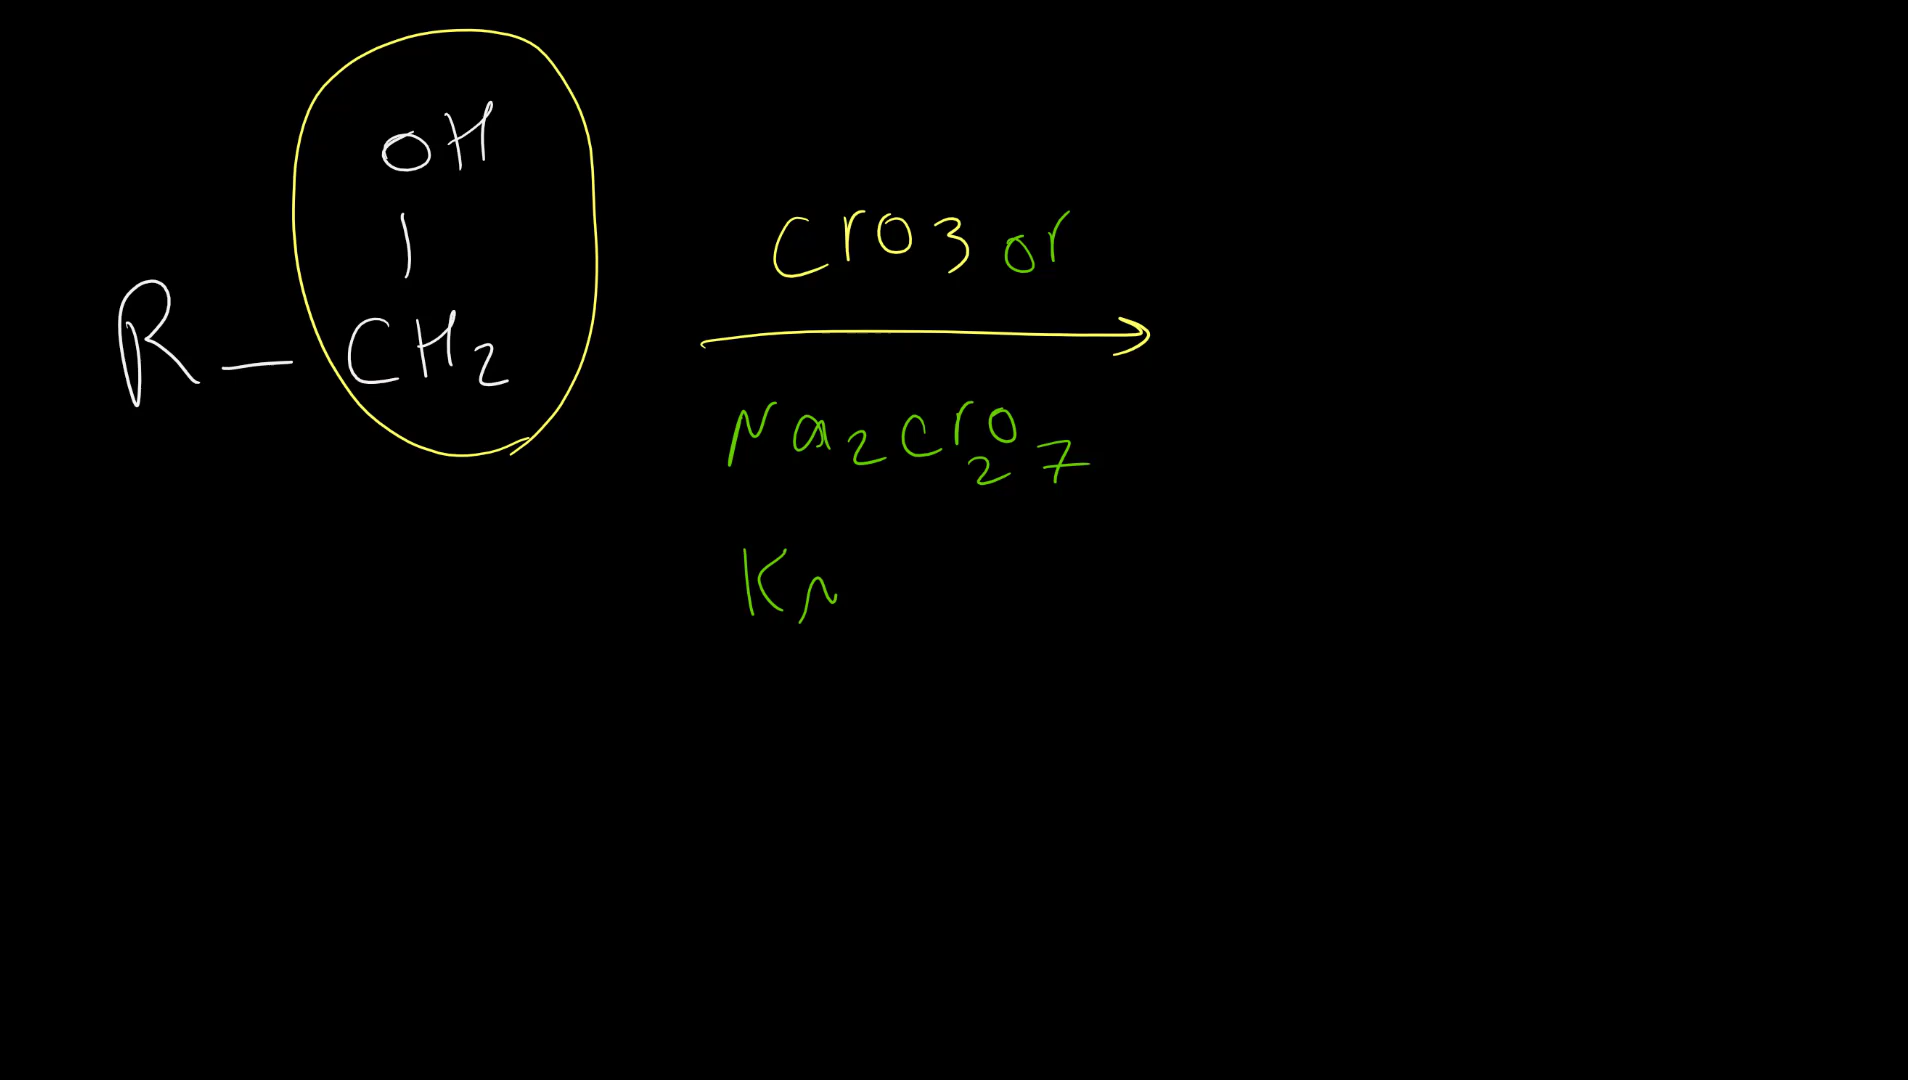 OH
|
R—CH2
CrO3 or
Na2Cr2O7
Kn